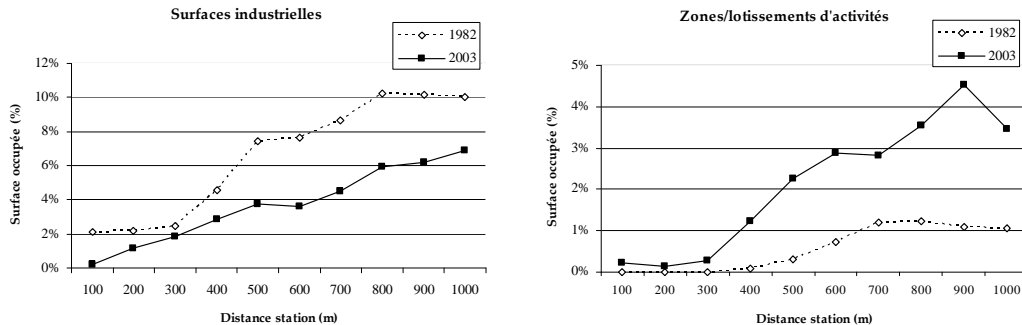 Surfaces industrielles
1982
2003
12%
10%
8%
6%
4%
2%
0%
Surface occupée (%)
100 200 300 400 500 600 700 800 900 1000
Distance station (m)
Zones/lotissements d'activités
1982
2003
5%
4%
3%
2%
1%
0%
Surface occupée (%)
100 200 300 400 500 600 700 800 900 1000
Distance station (m)